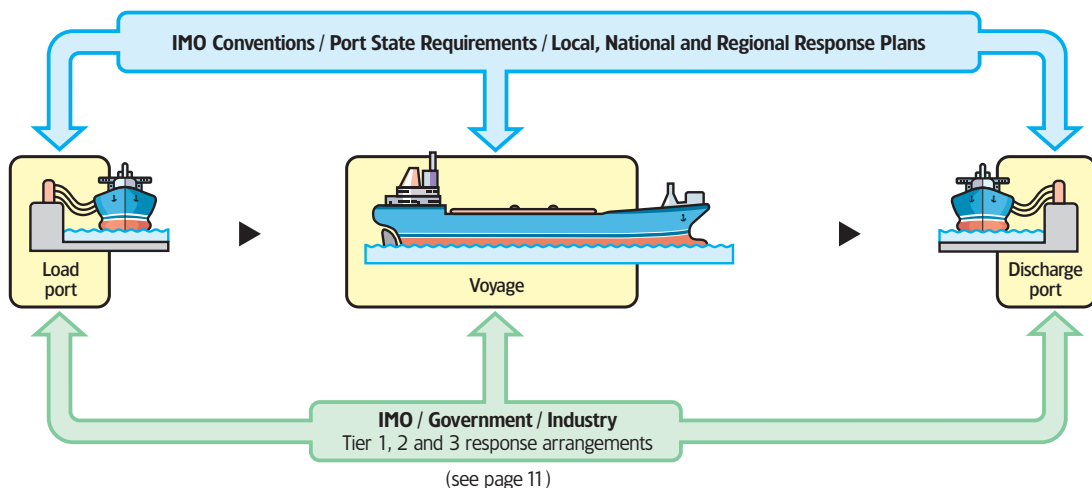 IMO Conventions / Port State Requirements / Local, National and Regional Response Plans
Load
port
Voyage
Discharge
port
IMO / Government / Industry
Tier 1, 2 and 3 response arrangements
(see page 11)